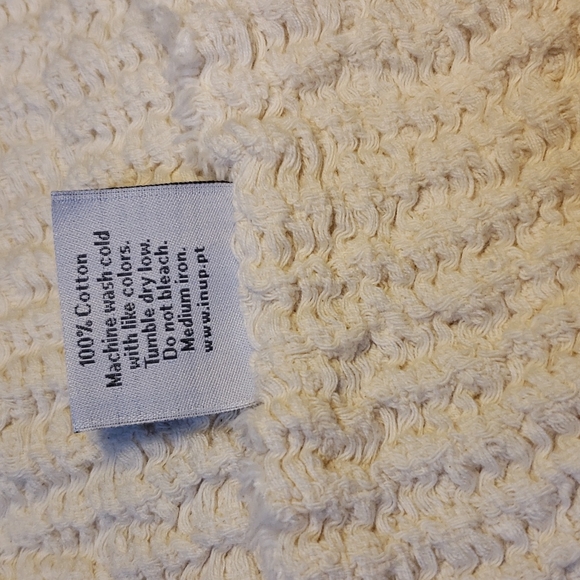 100% Cotton
Machine wash cold
with like colors.
Tumble dry low.
Do not bleach.
Medium iron.
www.inup.pt